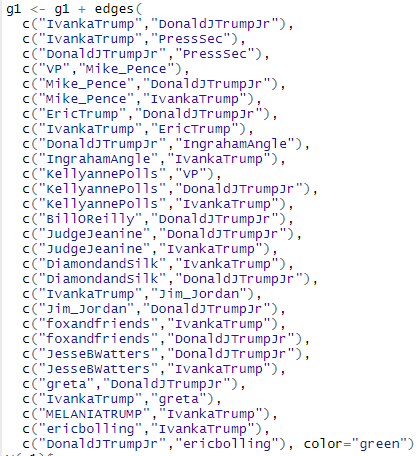 g1 <- g1 + edges(
c("IvankaTrump","DonaldJTrumpJr"),
c("IvankaTrump","PressSec"),
c("DonaldJTrumpJr","PressSec"),
c("VP","Mike_Pence"),
c("Mike_Pence","DonaldJTrumpJr"),
c("Mike_Pence","IvankaTrump"),
c("EricTrump","DonaldJTrumpJr"),
c("IvankaTrump","EricTrump"),
c("DonaldJTrumpJr","IngrahamAngle"),
c("IngrahamAngle","IvankaTrump"),
c("KellyannePolls","VP"),
c("KellyannePolls","DonaldJTrumpJr"),
c("KellyannePolls","IvankaTrump"),
c("BillOReilly","DonaldJTrumpJr"),
c("JudgeJeanine","DonaldJTrumpJr"),
c("JudgeJeanine","IvankaTrump"),
c("DiamondandSilk","IvankaTrump"),
c("DiamondandSilk","DonaldJTrumpJr"),
c("IvankaTrump","Jim_Jordan"),
c("Jim_Jordan","DonaldJTrumpJr"),
c("foxandfriends","IvankaTrump"),
c("foxandfriends","DonaldJTrumpJr"),
c("JesseBWatters","DonaldJTrumpJr"),
c("JesseBWatters","IvankaTrump"),
c("greta","DonaldJTrumpJr"),
c("IvankaTrump","greta"),
c("MELANIATRUMP","IvankaTrump"),
c("ericbolling","IvankaTrump"),
c("DonaldJTrumpJr","ericbolling"), color="green")